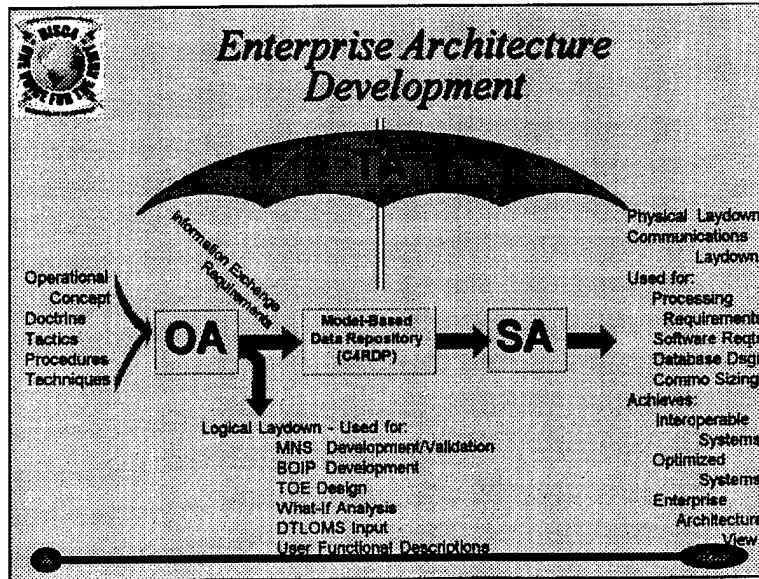 Enterprise Architecture
Development
TA
Information Exchange
Requirements
Operational
Concept
Doctrine
Tactics
Procedures
Techniques
OA
Model-Based
Data Repository
(C4RDP)
SA
Physical Laydown
Communications
Laydown
Used for:
Processing
Requirements
Software Reqts
Database Dsgn
Commo Sizing
Achieves:
Interoperable
Systems
Optimized
Systems
Enterprise
Architecture
View
Logical Laydown - Used for:
MNS Development/Validation
BOIP Development
TOE Design
What-If Analysis
DTLOMS Input
User Functional Descriptions